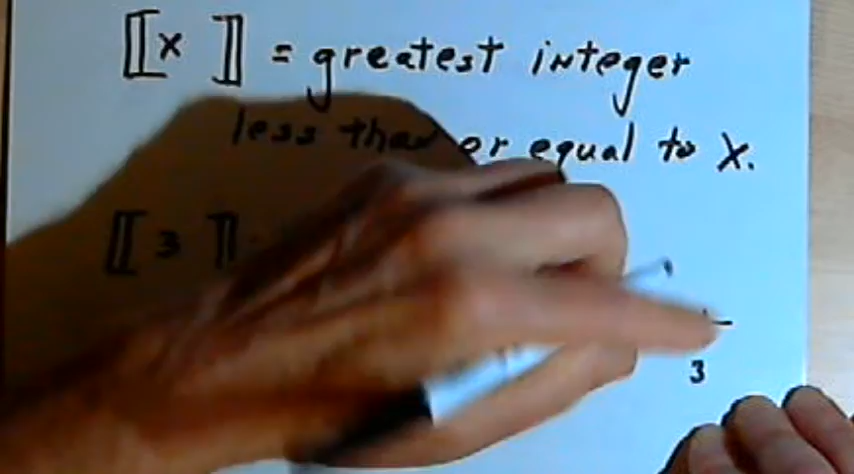 ⟦x⟧ = greatest integer
less than or equal to x.
⟦3⟧
3